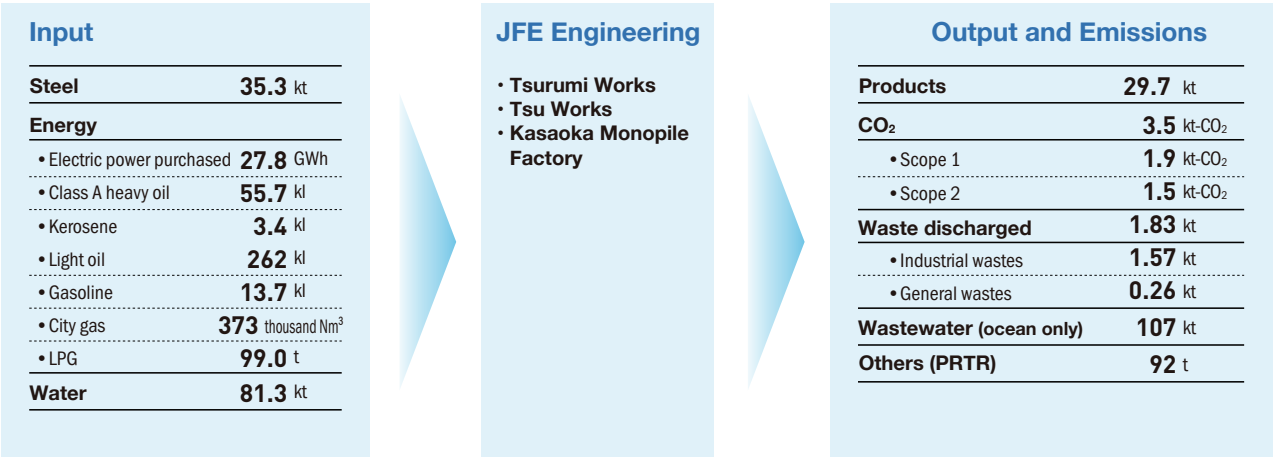 Input
Steel 35.3 kt
Energy
• Electric power purchased 27.8 GWh
• Class A heavy oil 55.7 kl
• Kerosene 3.4 kl
• Light oil 262 kl
• Gasoline 13.7 kl
• City gas 373 thousand Nm³
• LPG 99.0 t
Water 81.3 kt
JFE Engineering
・Tsurumi Works
・Tsu Works
・Kasaoka Monopile
Factory
Output and Emissions
Products 29.7 kt
CO₂ 3.5 kt-CO₂
• Scope 1 1.9 kt-CO₂
• Scope 2 1.5 kt-CO₂
Waste discharged 1.83 kt
• Industrial wastes 1.57 kt
• General wastes 0.26 kt
Wastewater (ocean only) 107 kt
Others (PRTR) 92 t